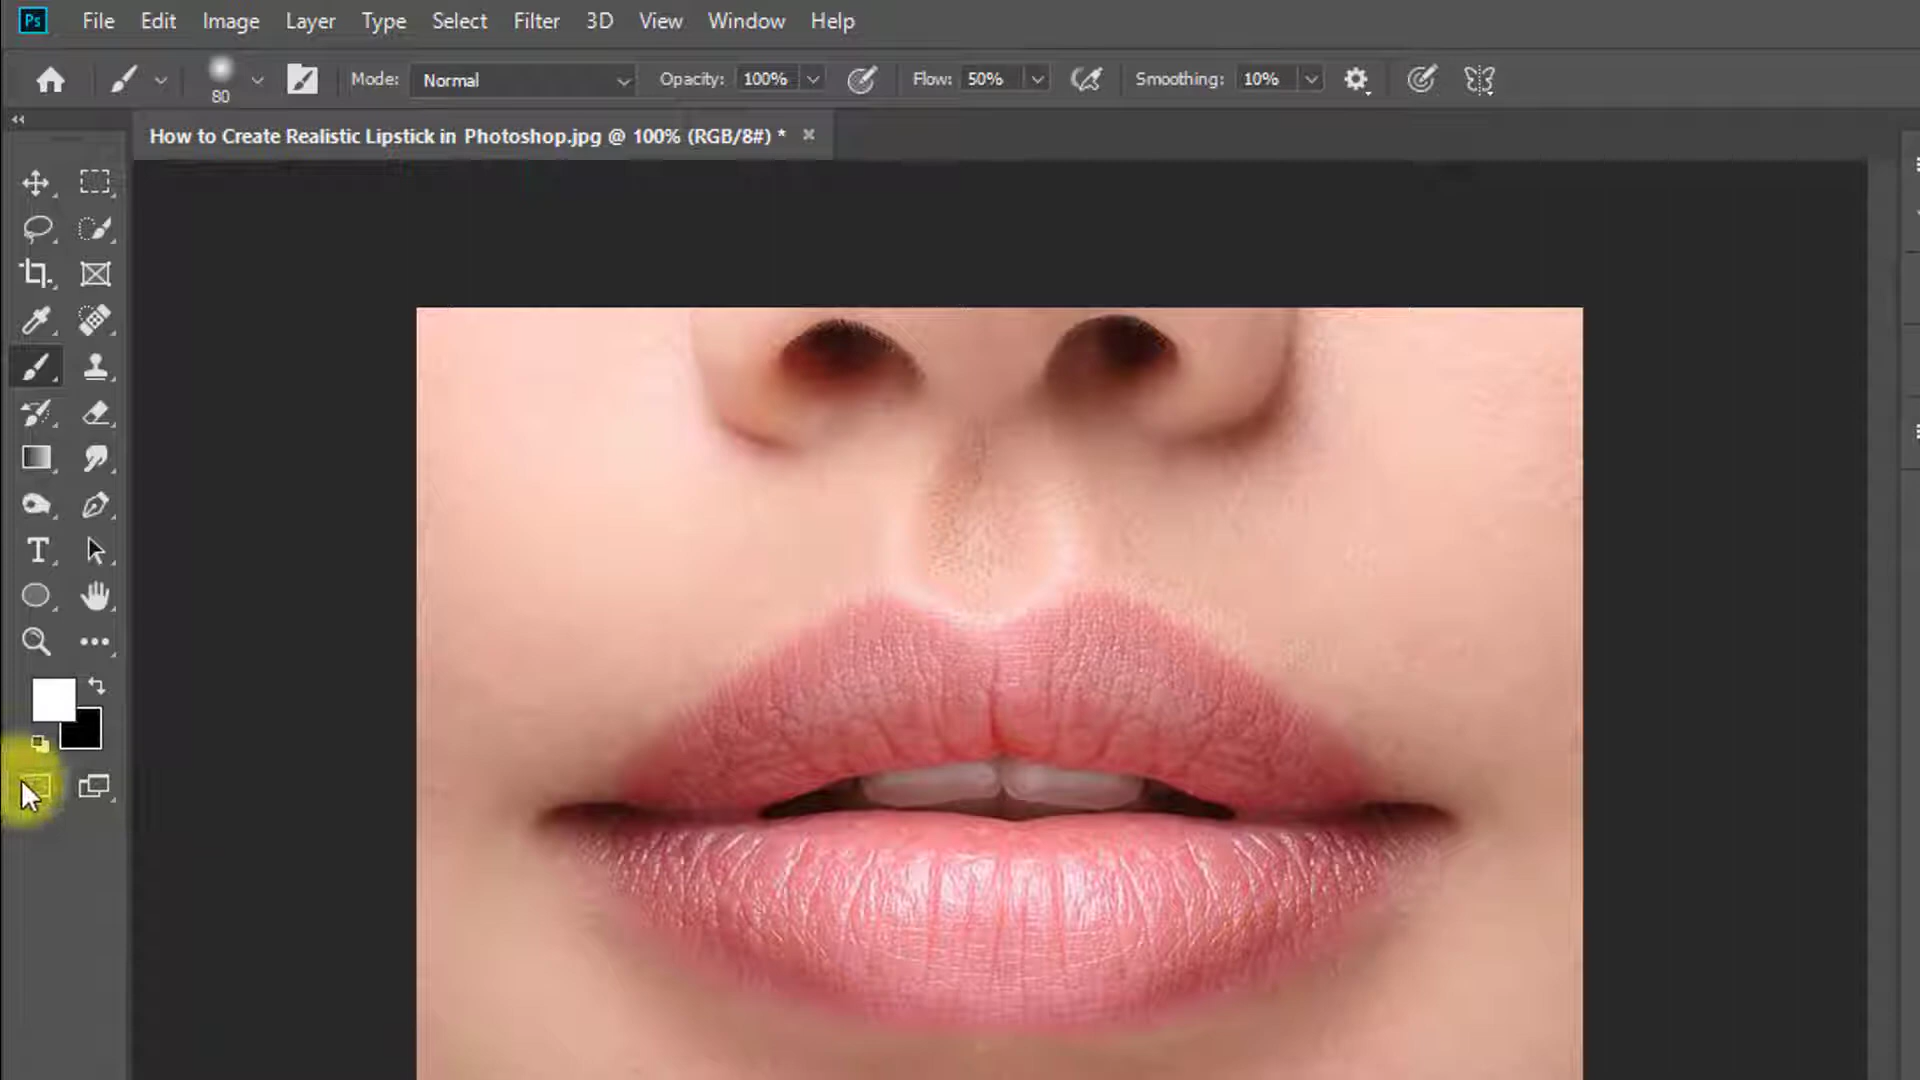 Ps File Edit Image Layer Type Select Filter 3D View Window Help
80 Mode: Normal Opacity: 100% Flow: 50% Smoothing: 10%
How to Create Realistic Lipstick in Photoshop.jpg @ 100% (RGB/8#) * ×
T